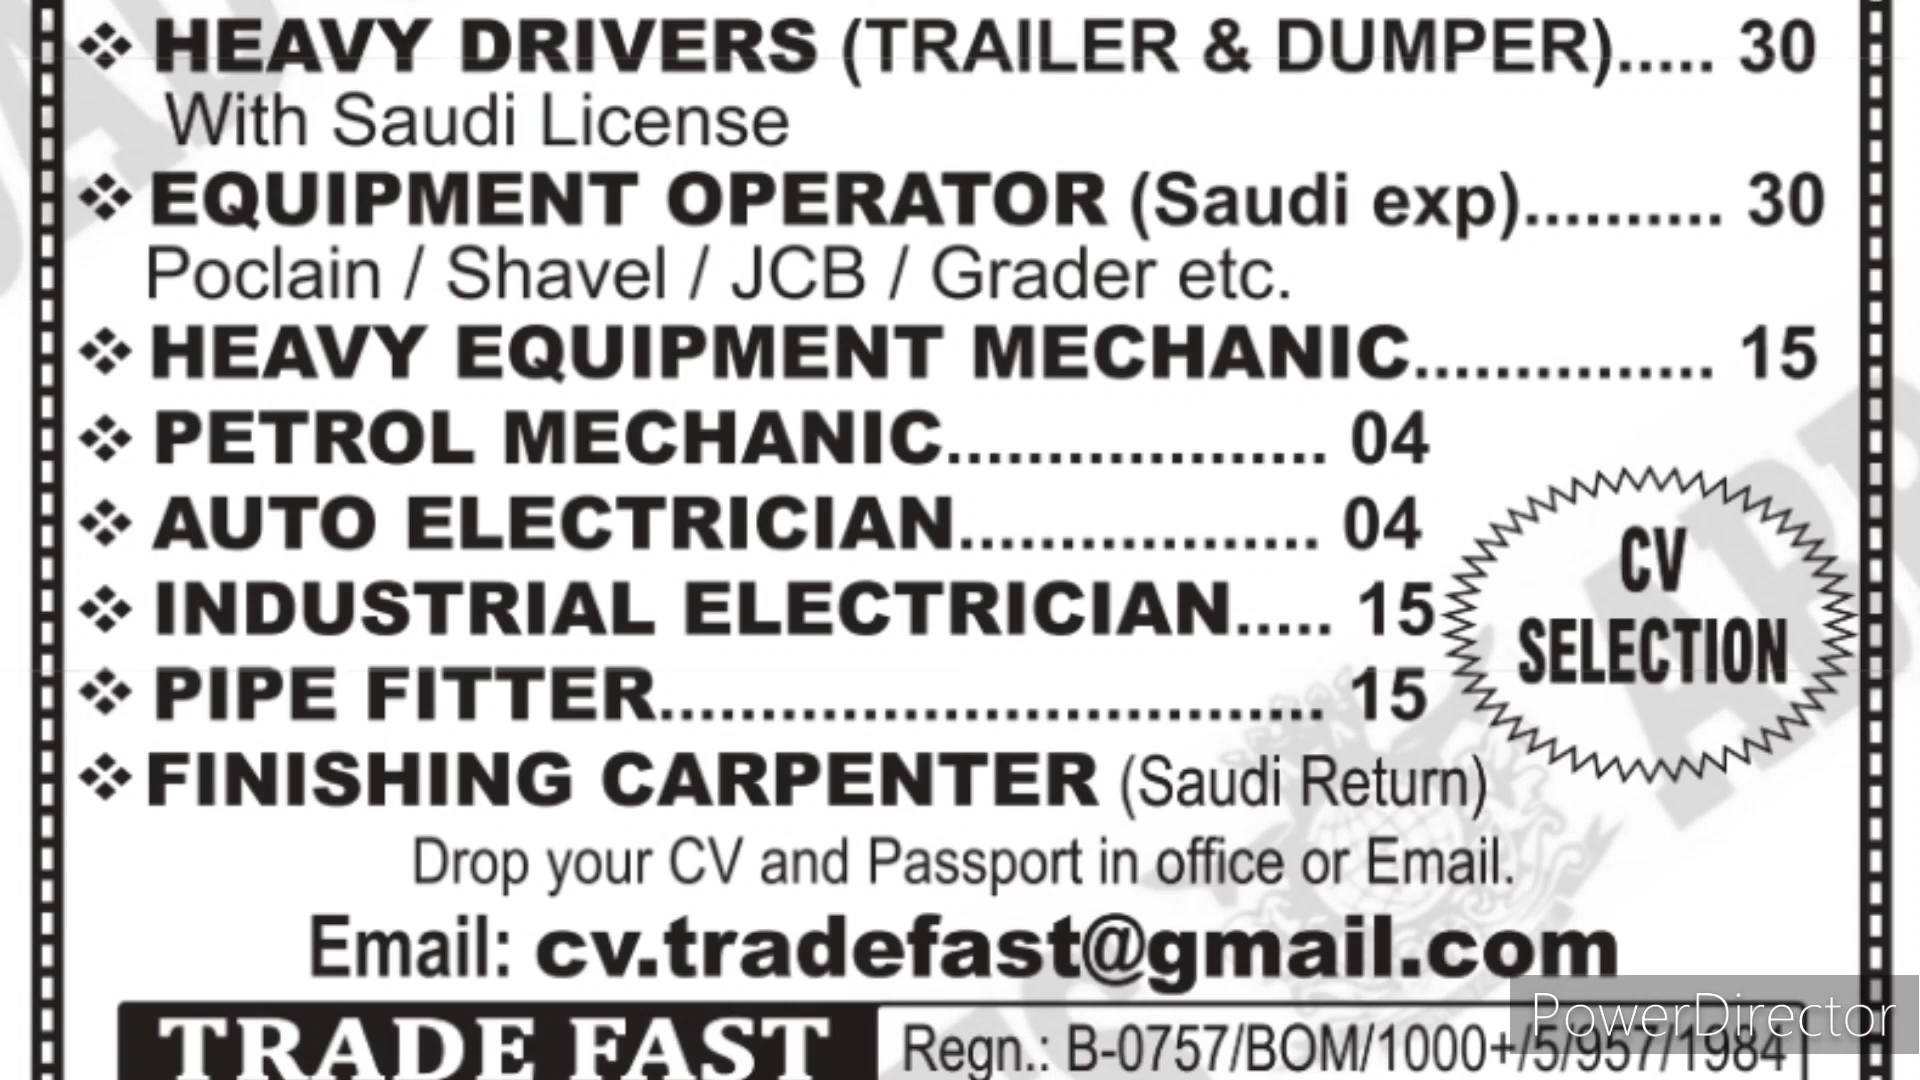 ❖ HEAVY DRIVERS (TRAILER & DUMPER)..... 30
With Saudi License
❖ EQUIPMENT OPERATOR (Saudi exp).......... 30
Poclain / Shavel / JCB / Grader etc.
❖ HEAVY EQUIPMENT MECHANIC............... 15
❖ PETROL MECHANIC................... 04
❖ AUTO ELECTRICIAN.................. 04
❖ INDUSTRIAL ELECTRICIAN..... 15
❖ PIPE FITTER................................. 15
CV
SELECTION
❖ FINISHING CARPENTER (Saudi Return)
Drop your CV and Passport in office or Email.
Email: cv.tradefast@gmail.com
TRADE FAST
Regn.: B-0757/BOM/1000+/5/957/1984
PowerDirector